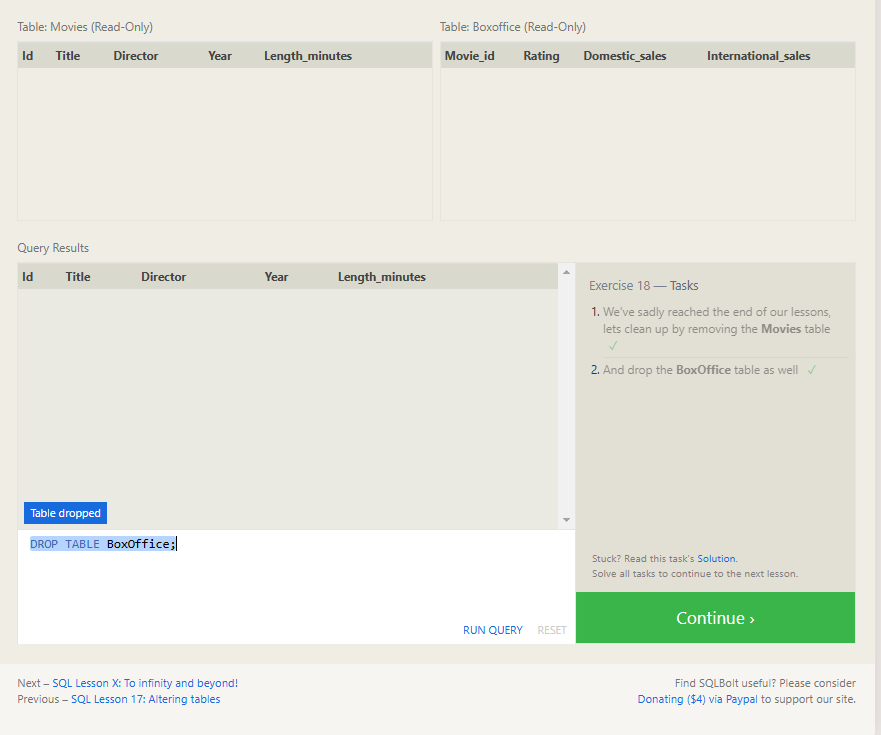 Table: Movies (Read-Only)
Id Title Director Year Length_minutes
Table: Boxoffice (Read-Only)
Movie_id Rating Domestic_sales International_sales
Query Results
Id Title Director Year Length_minutes
Table dropped
DROP TABLE BoxOffice;
RUN QUERY RESET
Exercise 18 — Tasks
1. We've sadly reached the end of our lessons,
lets clean up by removing the Movies table
✓
2. And drop the BoxOffice table as well ✓
Stuck? Read this task's Solution.
Solve all tasks to continue to the next lesson.
Continue ›
Next – SQL Lesson X: To infinity and beyond!
Previous – SQL Lesson 17: Altering tables
Find SQLBolt useful? Please consider
Donating ($4) via Paypal to support our site.